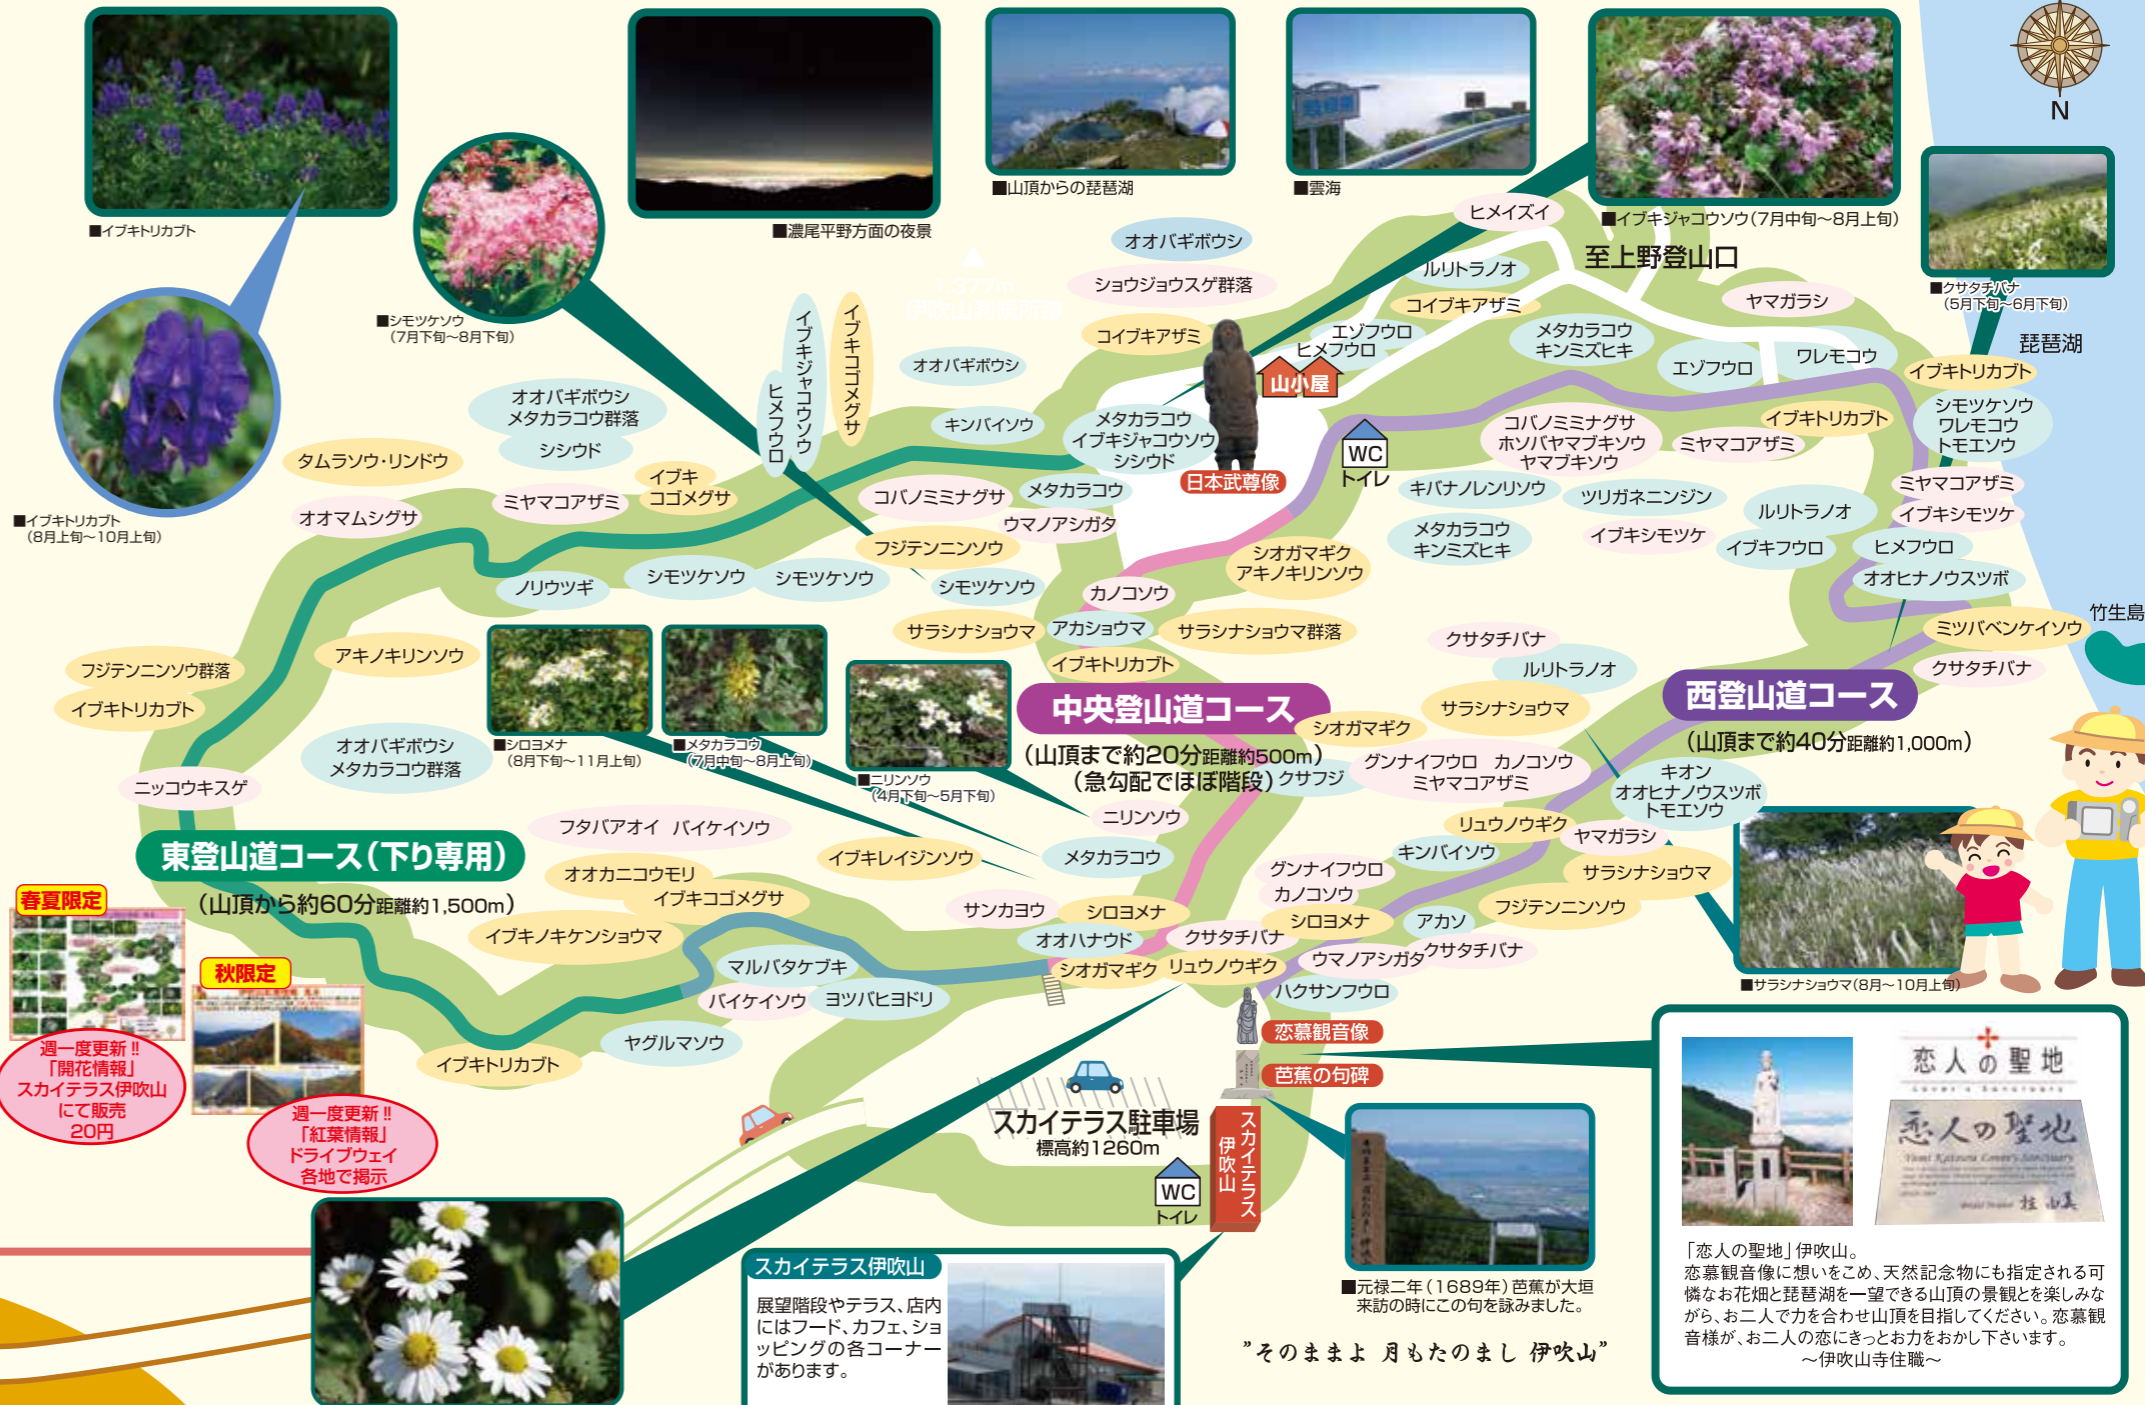 N
■イブキトリカブト
■濃尾平野方面の夜景
■山頂からの琵琶湖
■雲海
■イブキジャコウソウ(7月中旬～8月上旬)
■クサタチバナ
(5月下旬～6月下旬)
■シモツケソウ
(7月下旬～8月下旬)
■イブキトリカブト
(8月上旬～10月上旬)
1,377m
ヒメイズイ
至上野登山口
オオバギボウシ
ショウジョウスゲ群落
コイブキアザミ
ルリトラノオ
コイブキアザミ
エゾフウロ
ヒメフウロ
ヤマガラシ
メタカラコウ
キンミズヒキ
エゾフウロ
ワレモコウ
琵琶湖
イブキトリカブト
シモツケソウ
ワレモコウ
トモエソウ
イブキジャコウソウ
ヒメフウロ
イブキコゴメグサ
オオバギボウシ
キンバイソウ
メタカラコウ
イブキジャコウソウ
シシウド
山小屋
日本武尊像
WC
トイレ
オオバギボウシ
メタカラコウ群落
シシウド
タムラソウ・リンドウ
オオマムシグサ
ミヤマコアザミ
イブキ
コゴメグサ
コバノミミナグサ
メタカラコウ
ウマノアシガタ
フジテンニンソウ
コバノミミナグサ
ホソバヤマブキソウ
ヤマブキソウ
ミヤマコアザミ
イブキトリカブト
キバナノレンリソウ
ツリガネニンジン
ルリトラノオ
ミヤマコアザミ
イブキシモツケ
メタカラコウ
キンミズヒキ
イブキシモツケ
イブキフウロ
ヒメフウロ
オオヒナノウスツボ
シオガマギク
アキノキリンソウ
ノリウツギ
シモツケソウ
シモツケソウ
シモツケソウ
カノコソウ
サラシナショウマ
アカショウマ
サラシナショウマ群落
イブキトリカブト
竹生島
ミツバベンケイソウ
クサタチバナ
クサタチバナ
ルリトラノオ
サラシナショウマ
フジテンニンソウ群落
イブキトリカブト
アキノキリンソウ
オオバギボウシ
メタカラコウ群落
ニッコウキスゲ
■シロヨメナ
(8月下旬～11月上旬)
■メタカラコウ
(7月中旬～8月上旬)
■ニリンソウ
(4月下旬～5月下旬)
中央登山道コース
(山頂まで約20分距離約500m)
(急勾配でほぼ階段)
西登山道コース
(山頂まで約40分距離約1,000m)
シオガマギク
クサフジ
グンナイフウロ カノコソウ
ミヤマコアザミ
キオン
オオヒナノウスツボ
トモエソウ
リュウノウギク
ヤマガラシ
キンバイソウ
サラシナショウマ
フジテンニンソウ
東登山道コース(下り専用)
(山頂から約60分距離約1,500m)
フタバアオイ バイケイソウ
イブキレイジンソウ
ニリンソウ
メタカラコウ
オオカニコウモリ
イブキコゴメグサ
イブキノキケンショウマ
サンカヨウ
シロヨメナ
オオハナウド
クサタチバナ
シオガマギク
リュウノウギク
グンナイフウロ
カノコソウ
シロヨメナ
アカソ
ウマノアシガタ
クサタチバナ
ハクサンフウロ
マルバタケブキ
バイケイソウ
ヨツバヒヨドリ
ヤグルマソウ
イブキトリカブト
■サラシナショウマ(8月～10月上旬)
春夏限定
週一度更新!!
「開花情報」
スカイテラス伊吹山
にて販売
20円
秋限定
週一度更新!!
「紅葉情報」
ドライブウェイ
各地で掲示
恋慕観音像
芭蕉の句碑
スカイテラス駐車場
標高約1260m
WC
トイレ
スカイテラス
伊吹山
スカイテラス伊吹山
展望階段やテラス、店内
にはフード、カフェ、ショ
ッピングの各コーナー
があります。
■元禄二年(1689年)芭蕉が大垣
来訪の時にこの句を詠みました。
”そのままよ 月もたのまし 伊吹山”
恋人の聖地
Lover's Sanctuary
恋人の聖地
Yumi Katsura Lover's Sanctuary
桂 由美
「恋人の聖地」伊吹山。
恋慕観音像に想いをこめ、天然記念物にも指定される可
憐なお花畑と琵琶湖を一望できる山頂の景観とを楽しみな
がら、お二人で力を合わせ山頂を目指してください。恋慕観
音様が、お二人の恋にきっとお力をおかし下さいます。
～伊吹山寺住職～